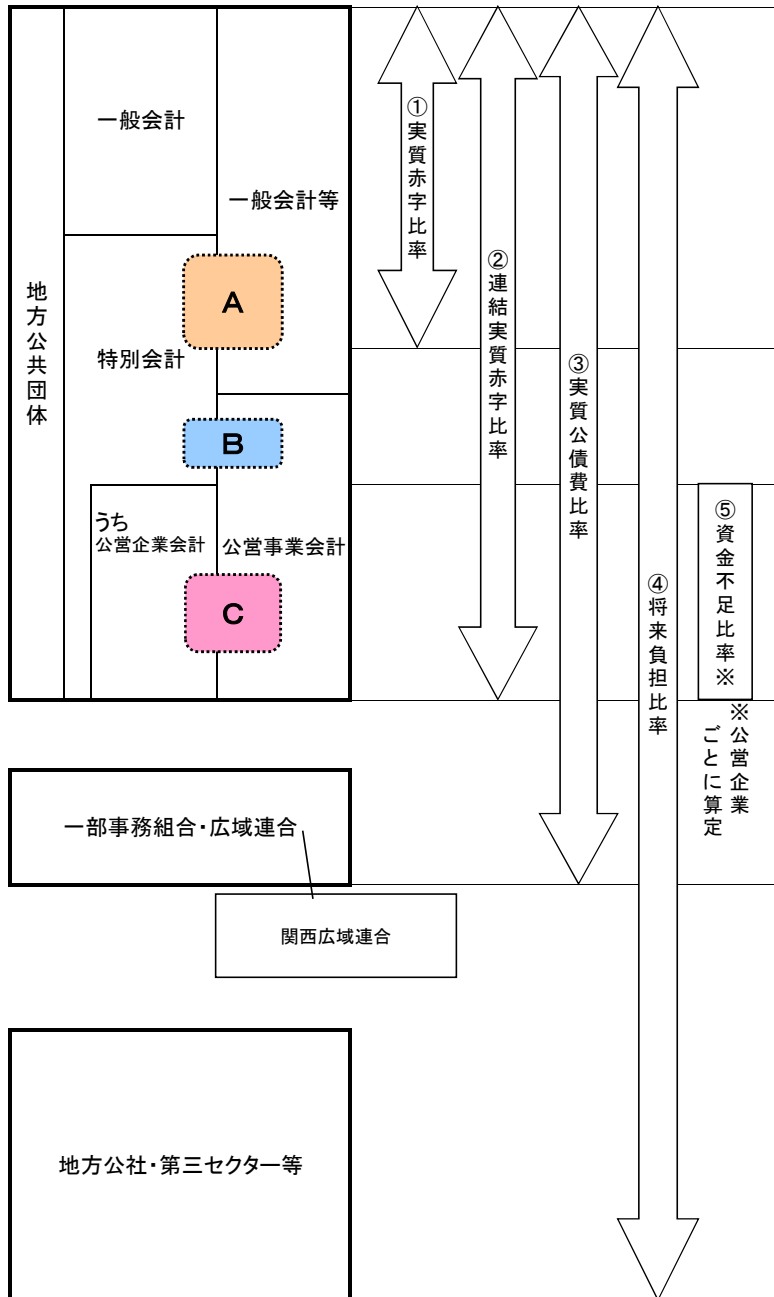 地方公共団体
一般会計
一般会計等
特別会計
A
B
うち
公営企業会計
公営事業会計
C
①実質赤字比率
②連結実質赤字比率
③実質公債費比率
④将来負担比率
⑤資金不足比率※
※公営企業
ごとに算定
一部事務組合・広域連合
関西広域連合
地方公社・第三セクター等